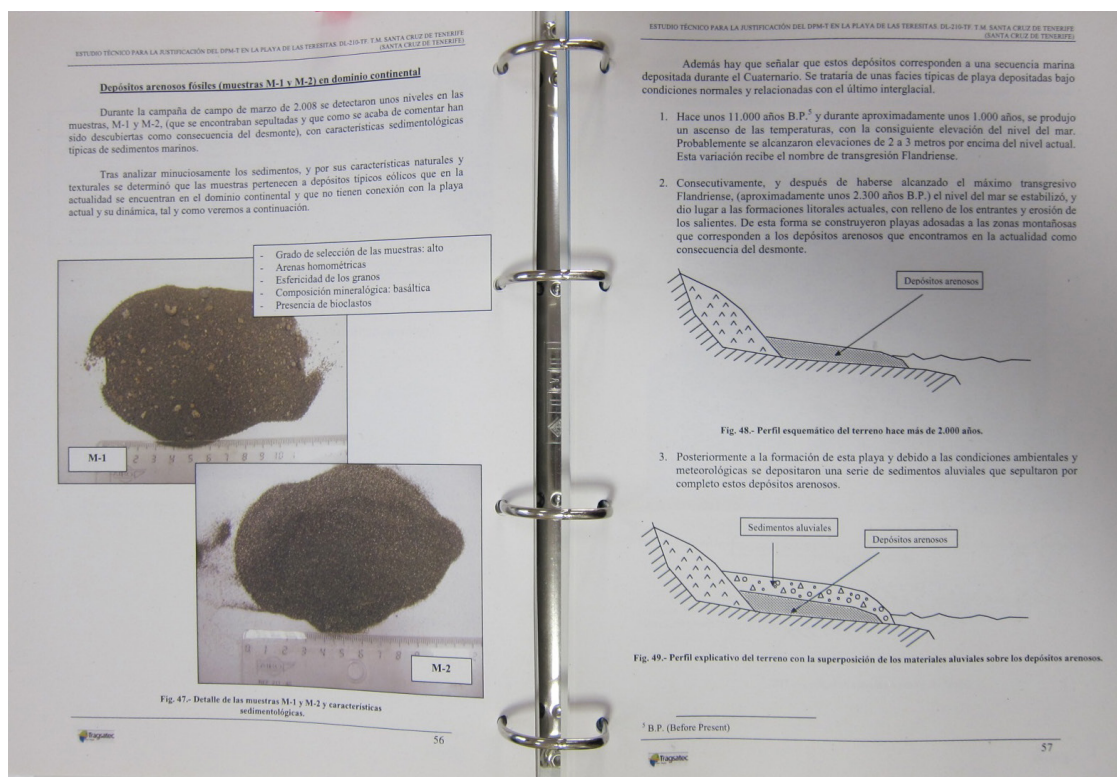 ESTUDIO TÉCNICO PARA LA JUSTIFICACIÓN DEL DPM-T EN LA PLAYA DE LAS TERESITAS. DL-210-TF. T.M. SANTA CRUZ DE TENERIFE
(SANTA CRUZ DE TENERIFE)
Depósitos arenosos fósiles (muestras M-1 y M-2) en dominio continental
Durante la campaña de campo de marzo de 2.008 se detectaron unos niveles en las
muestras, M-1 y M-2, (que se encontraban sepultadas y que como se acaba de comentar han
sido descubiertas como consecuencia del desmonte), con características sedimentológicas
típicas de sedimentos marinos.
Tras analizar minuciosamente los sedimentos, y por sus características naturales y
texturales se determinó que las muestras pertenecen a depósitos típicos eólicos que en la
actualidad se encuentran en el dominio continental y que no tienen conexión con la playa
actual y su dinámica, tal y como veremos a continuación.
- Grado de selección de las muestras: alto
- Arenas homométricas
- Esfericidad de los granos
- Composición mineralógica: basáltica
- Presencia de bioclastos
2 3 4 5 6 7 8 9 10
M-1
0 1 2 3 4 5 6 7 8
M-2
Fig. 47.- Detalle de las muestras M-1 y M-2 y características
sedimentológicas.
Tragsatec
56
ESTUDIO TÉCNICO PARA LA JUSTIFICACIÓN DEL DPM-T EN LA PLAYA DE LAS TERESITAS. DL-210-TF. T.M. SANTA CRUZ DE TENERIFE
(SANTA CRUZ DE TENERIFE)
Además hay que señalar que estos depósitos corresponden a una secuencia marina
depositada durante el Cuaternario. Se trataría de unas facies típicas de playa depositadas bajo
condiciones normales y relacionadas con el último interglacial.
1. Hace unos 11.000 años B.P.5 y durante aproximadamente unos 1.000 años, se produjo
un ascenso de las temperaturas, con la consiguiente elevación del nivel del mar.
Probablemente se alcanzaron elevaciones de 2 a 3 metros por encima del nivel actual.
Esta variación recibe el nombre de transgresión Flandriense.
2. Consecutivamente, y después de haberse alcanzado el máximo transgresivo
Flandriense, (aproximadamente unos 2.300 años B.P.) el nivel del mar se estabilizó, y
dio lugar a las formaciones litorales actuales, con relleno de los entrantes y erosión de
los salientes. De esta forma se construyeron playas adosadas a las zonas montañosas
que corresponden a los depósitos arenosos que encontramos en la actualidad como
consecuencia del desmonte.
Depósitos arenosos
Fig. 48.- Perfil esquemático del terreno hace más de 2.000 años.
3. Posteriormente a la formación de esta playa y debido a las condiciones ambientales y
meteorológicas se depositaron una serie de sedimentos aluviales que sepultaron por
completo estos depósitos arenosos.
Sedimentos aluviales
Depósitos arenosos
Fig. 49.- Perfil explicativo del terreno con la superposición de los materiales aluviales sobre los depósitos arenosos.
5 B.P. (Before Present)
Tragsatec
57